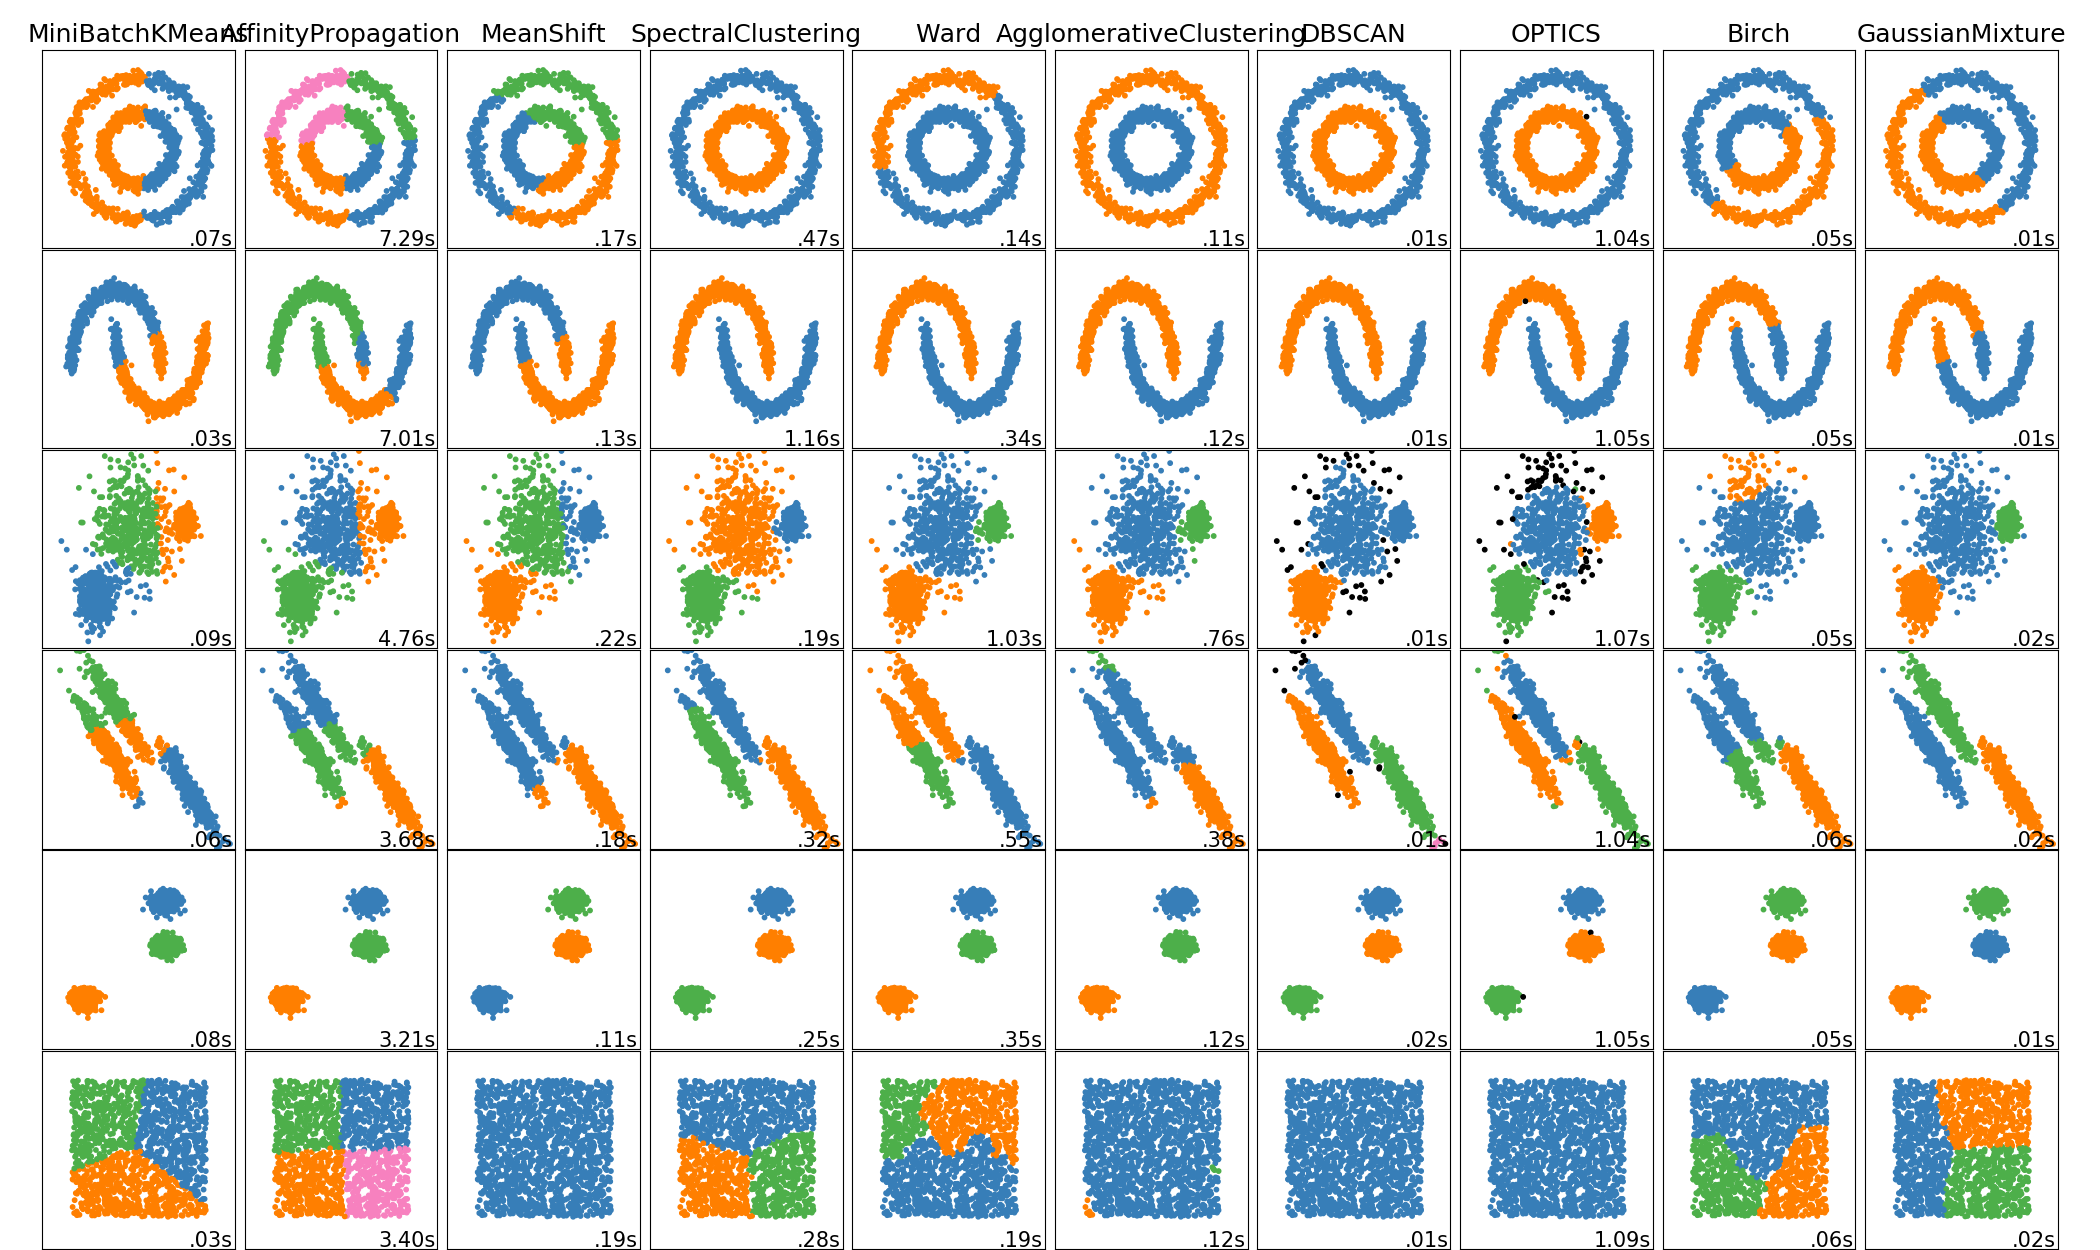 MiniBatchKMeans AffinityPropagation MeanShift SpectralClustering Ward AgglomerativeClustering DBSCAN OPTICS Birch GaussianMixture
.07s 7.29s .17s .47s .14s .11s .01s 1.04s .05s .01s
.03s 7.01s .13s 1.16s .34s .12s .01s 1.05s .05s .01s
.09s 4.76s .22s .19s 1.03s .76s .01s 1.07s .05s .02s
.06s 3.68s .18s .32s .55s .38s .01s 1.04s .06s .02s
.08s 3.21s .11s .25s .35s .12s .02s 1.05s .05s .01s
.03s 3.40s .19s .28s .19s .12s .01s 1.09s .06s .02s